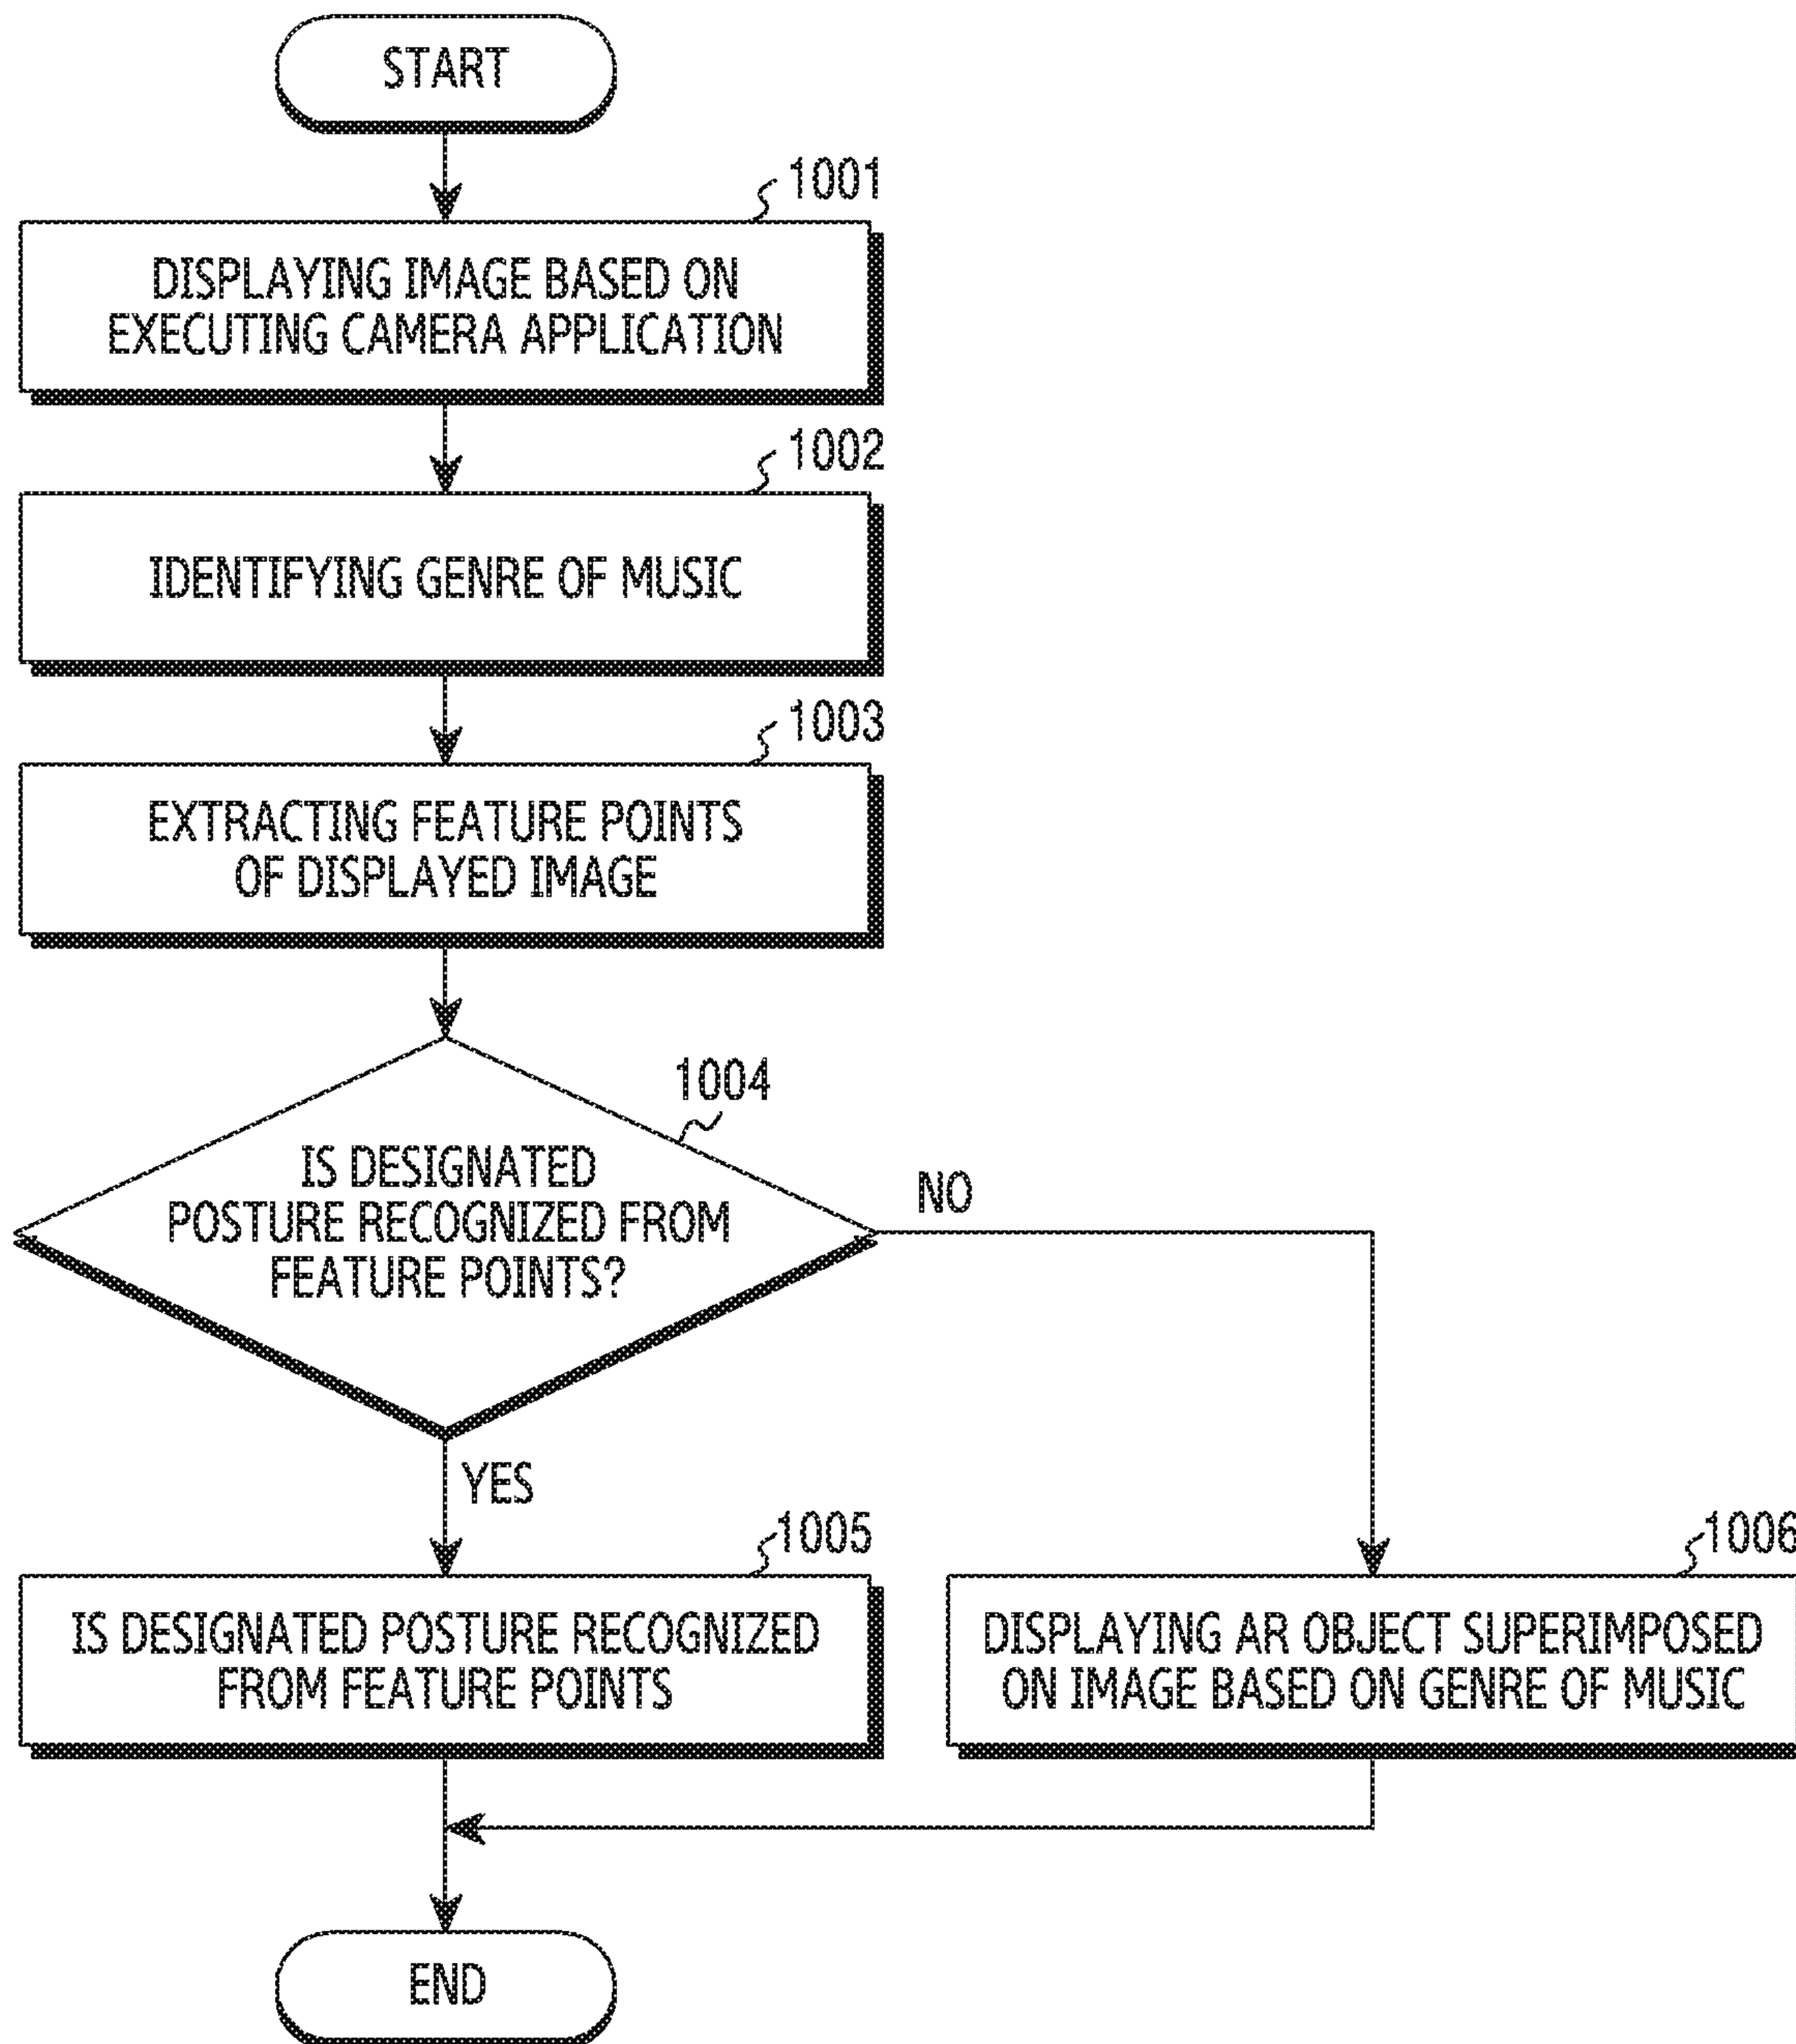 START
1001
DISPLAYING IMAGE BASED ON
EXECUTING CAMERA APPLICATION
1002
IDENTIFYING GENRE OF MUSIC
1003
EXTRACTING FEATURE POINTS
OF DISPLAYED IMAGE
1004
IS DESIGNATED
POSTURE RECOGNIZED FROM
FEATURE POINTS?
NO
YES
1005
IS DESIGNATED POSTURE RECOGNIZED
FROM FEATURE POINTS
1006
DISPLAYING AR OBJECT SUPERIMPOSED
ON IMAGE BASED ON GENRE OF MUSIC
END